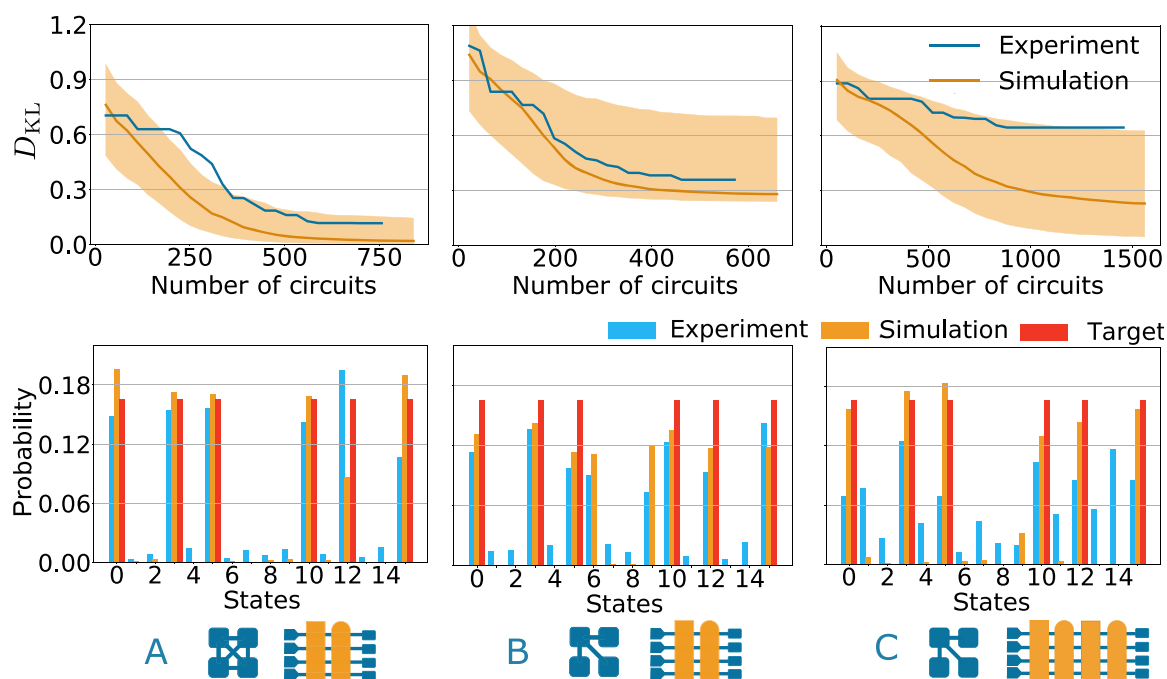 1.2
0.9
0.6
0.3
0.0
D_KL
Experiment
Simulation
0 250 500 750
0 200 400 600
0 500 1000 1500
Number of circuits Number of circuits Number of circuits
Experiment Simulation Target
0.18
0.12
0.06
0.00
Probability
0 2 4 6 8 10 12 14
0 2 4 6 8 10 12 14
0 2 4 6 8 10 12 14
States States States
A B C